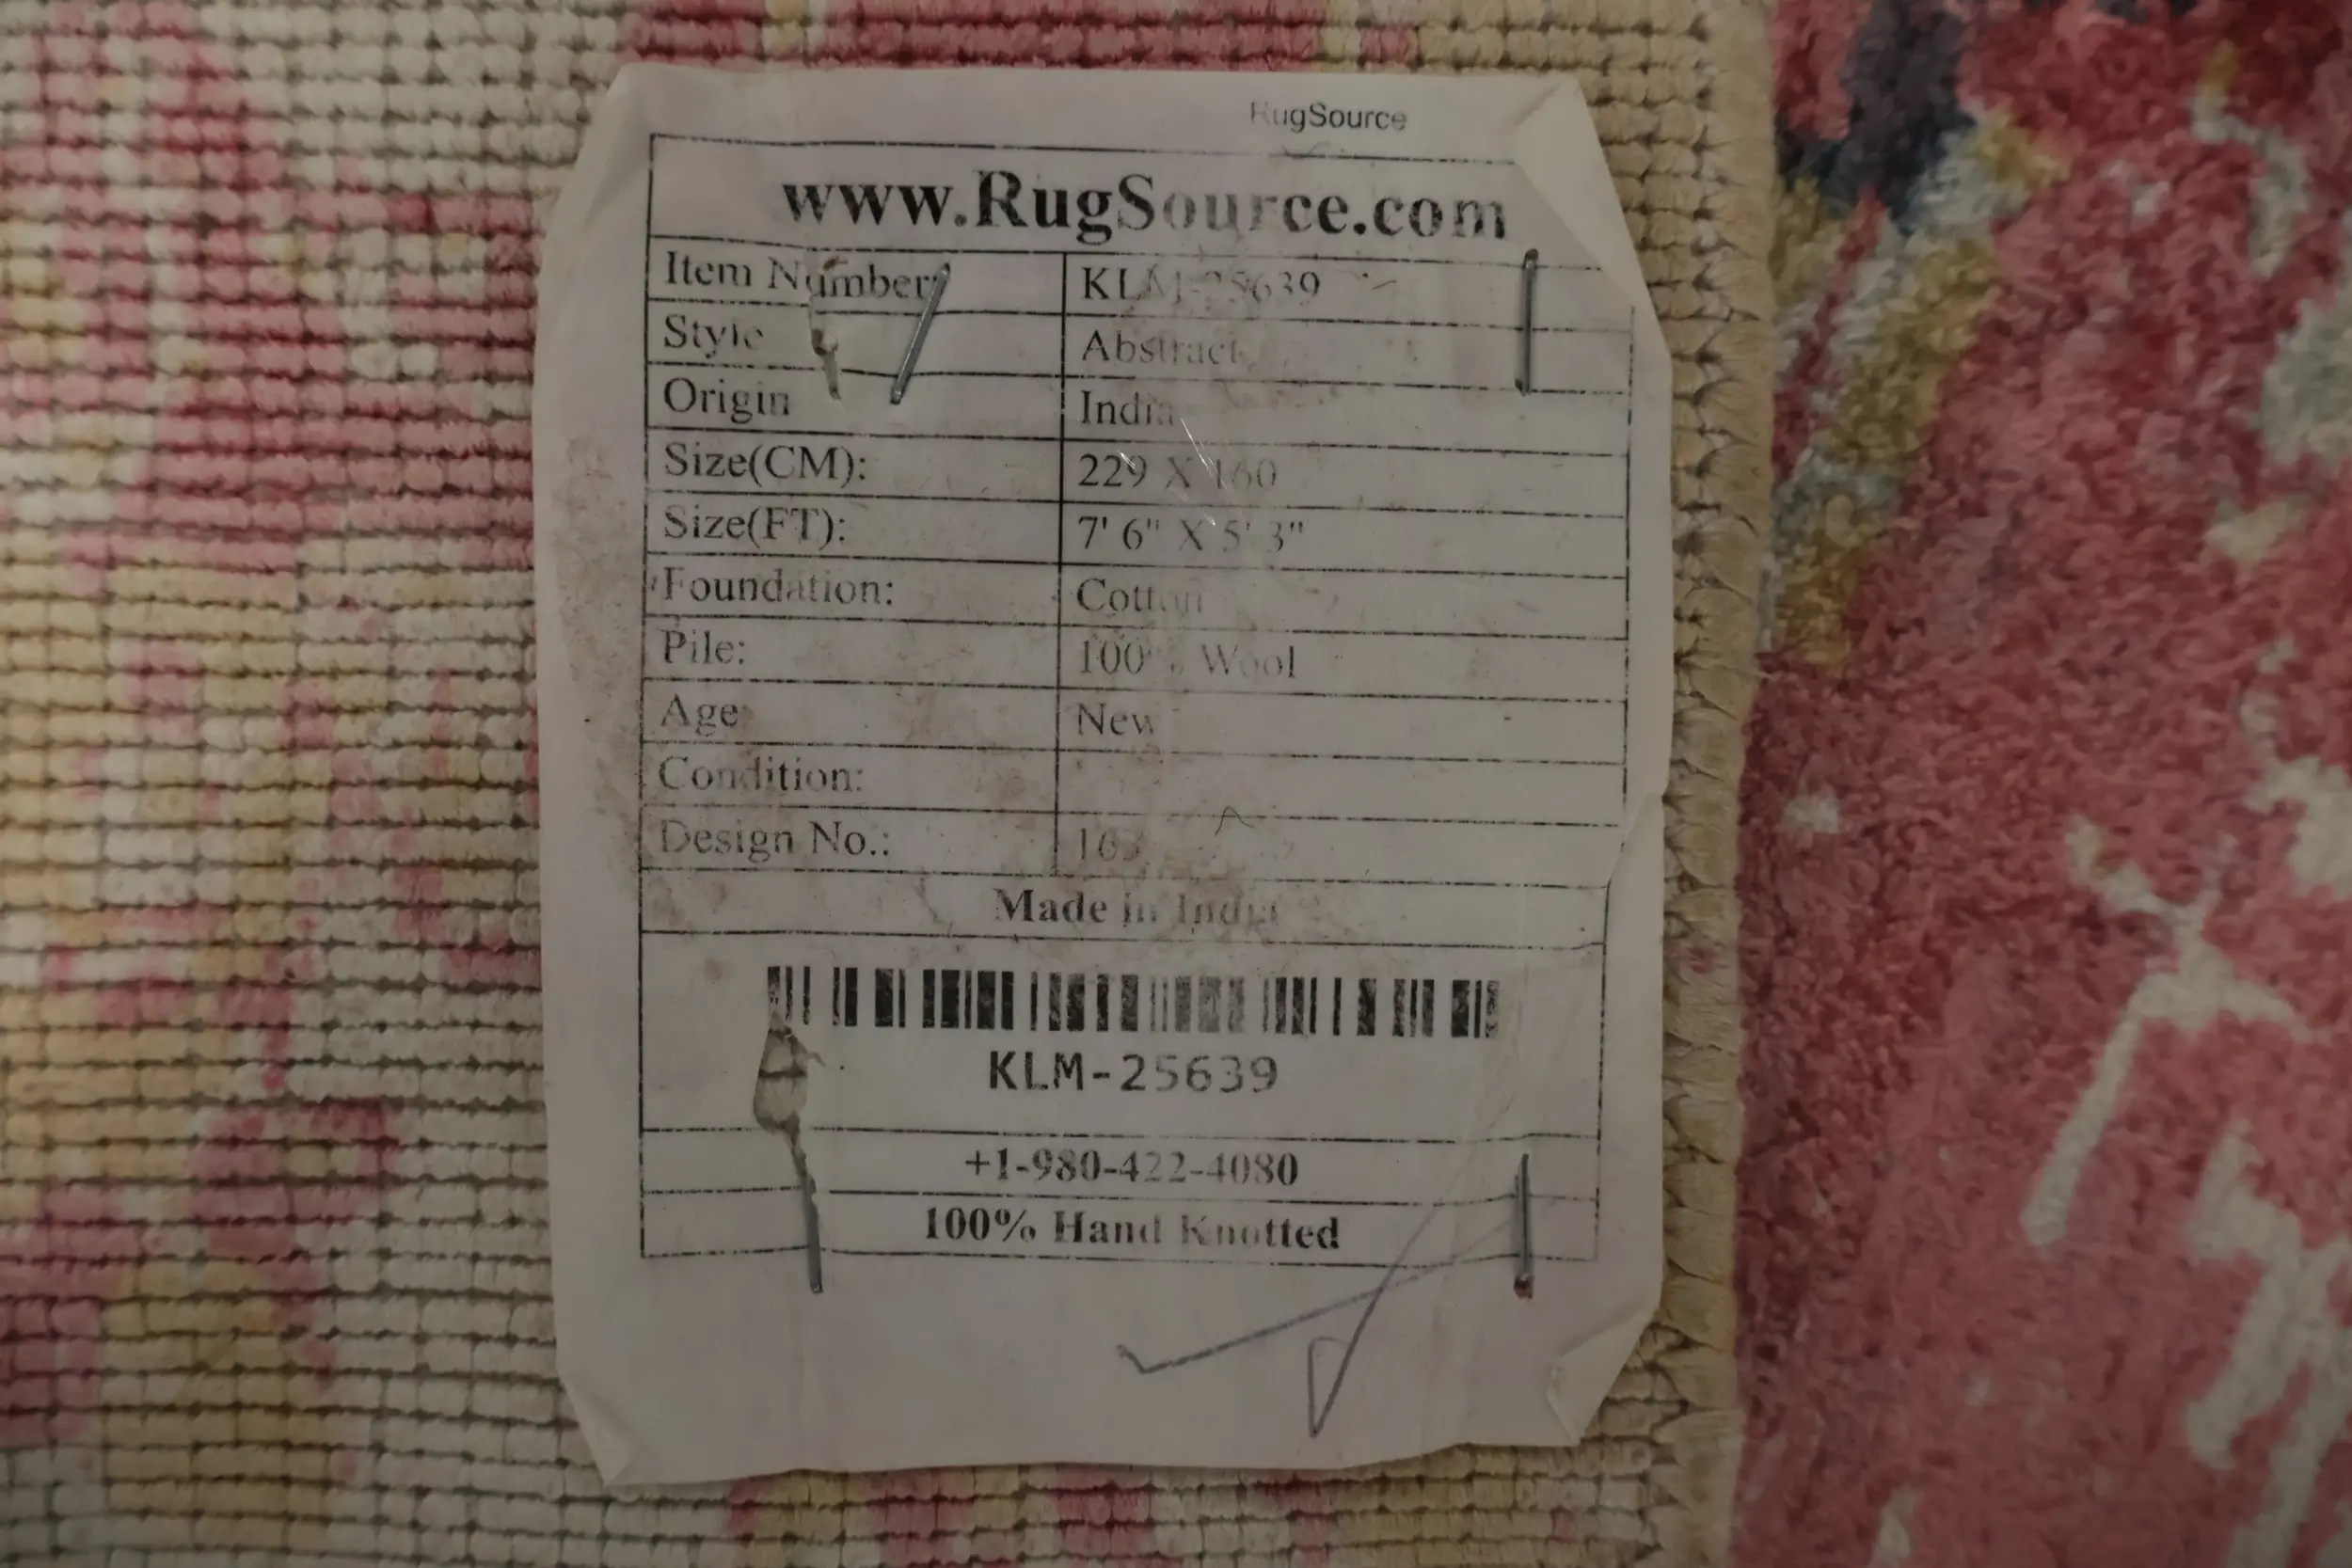 RugSource
www.RugSource.com
Item Number: KLM-25639
Style Abstract
Origin India
Size(CM): 229 X 160
Size(FT): 7' 6" X 5' 3"
Foundation: Cotton
Pile: 100% Wool
Age: New
Condition:
Design No.:
Made in India
KLM-25639
+1-980-422-4080
100% Hand Knotted